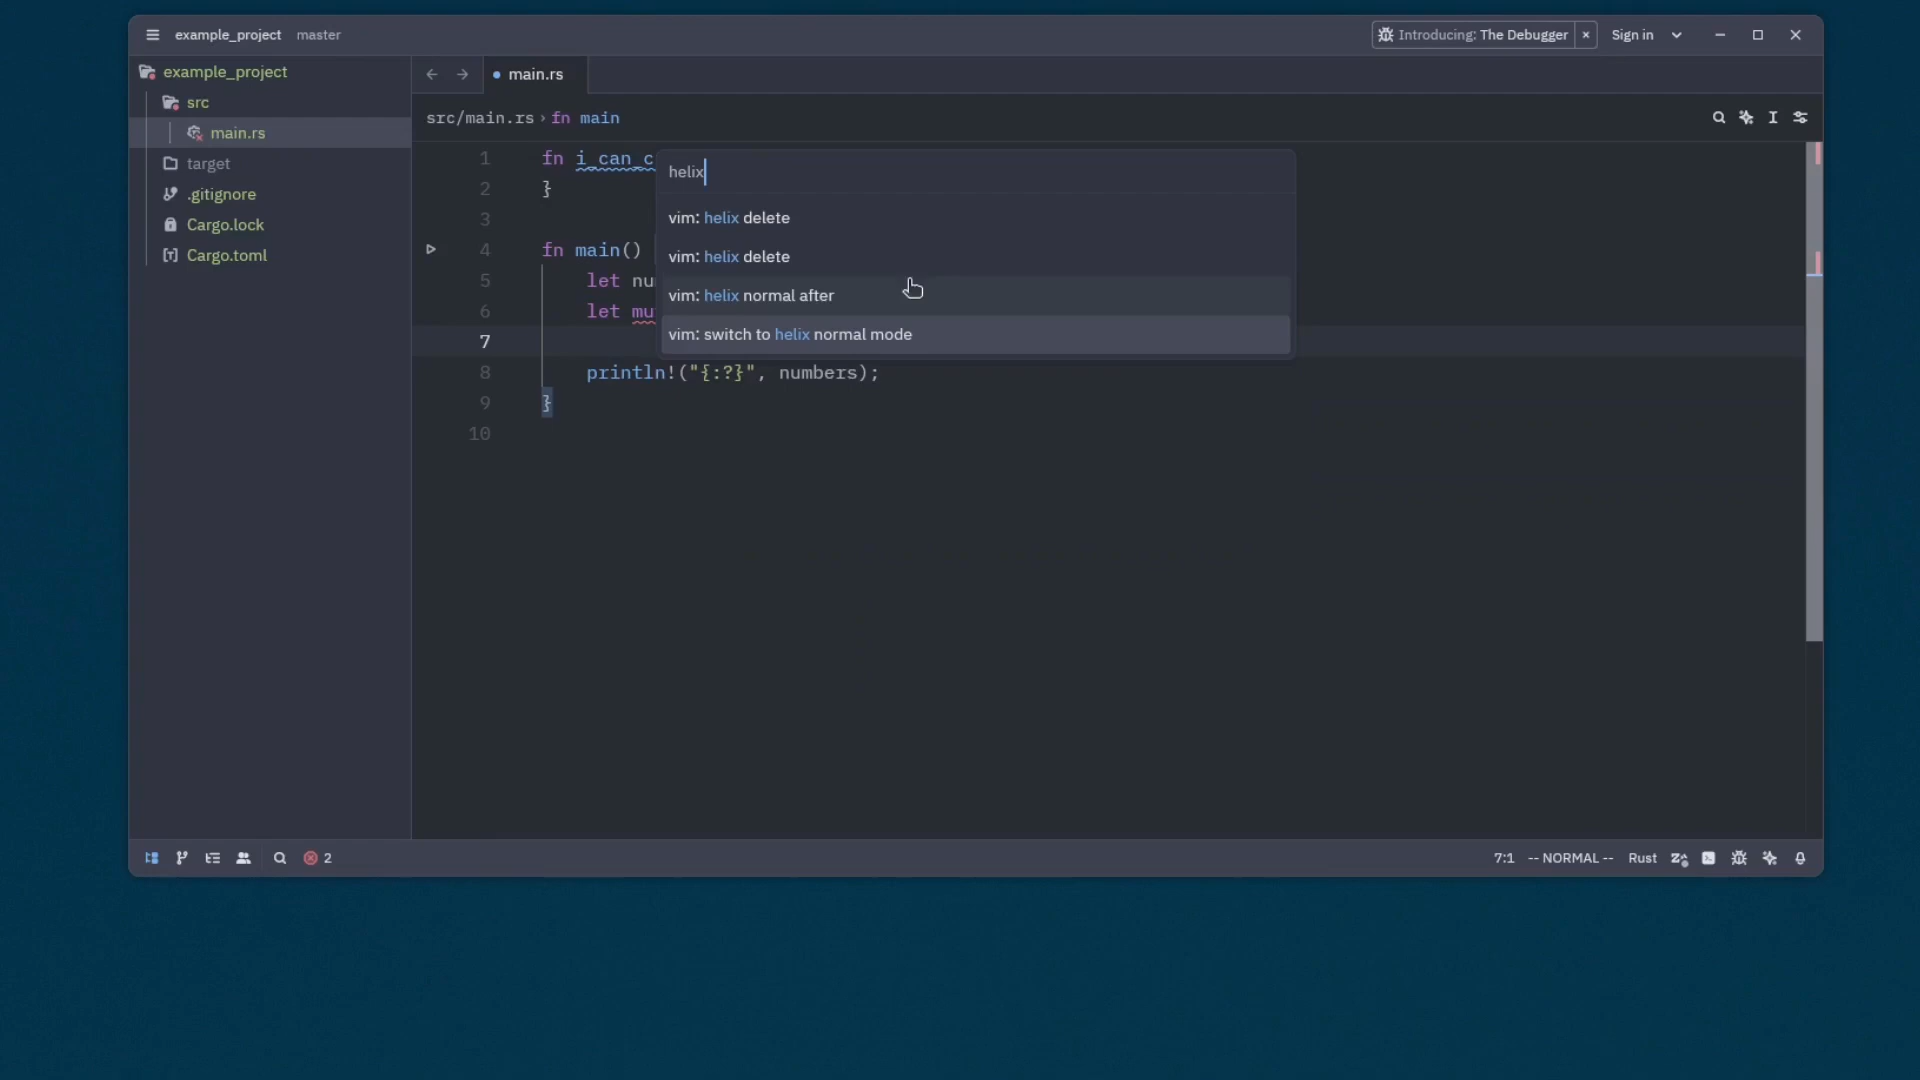 example_project master
Introducing: The Debugger × Sign in
example_project
src
main.rs
target
.gitignore
Cargo.lock
Cargo.toml
main.rs
src/main.rs › fn main
helix
vim: helix delete
vim: helix delete
vim: helix normal after
vim: switch to helix normal mode
1 fn i_can_c
2 }
3
4 fn main()
5 let nu
6 let mu
7
8 println!("{:?}", numbers);
9 }
10
2
7:1 -- NORMAL -- Rust